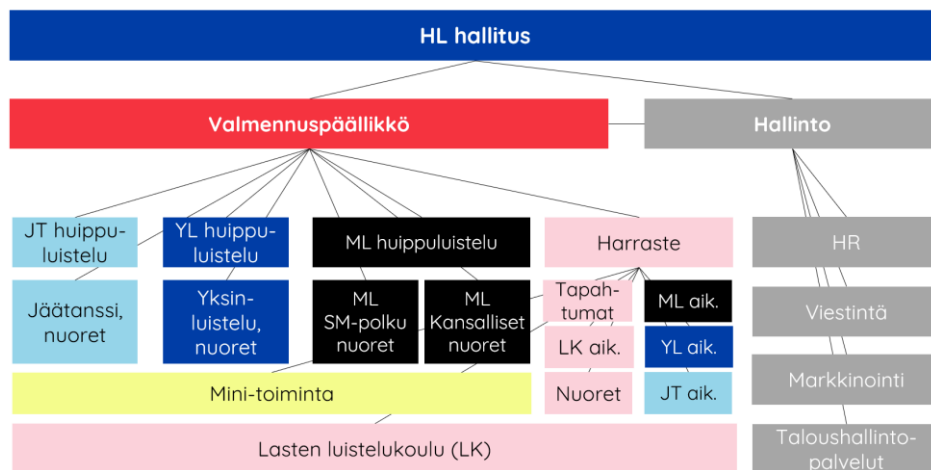 HL hallitus
Valmennuspäällikkö
Hallinto
JT huippu-
luistelu
YL huippu-
luistelu
ML huippuluistelu
Harraste
HR
Jäätanssi,
nuoret
Yksin-
luistelu,
nuoret
ML
SM-polku
nuoret
ML
Kansalliset
nuoret
Tapah-
tumat
ML aik.
Viestintä
LK aik.
YL aik.
Mini-toiminta
Nuoret
JT aik.
Markkinointi
Lasten luistelukoulu (LK)
Taloushallinto-
palvelut